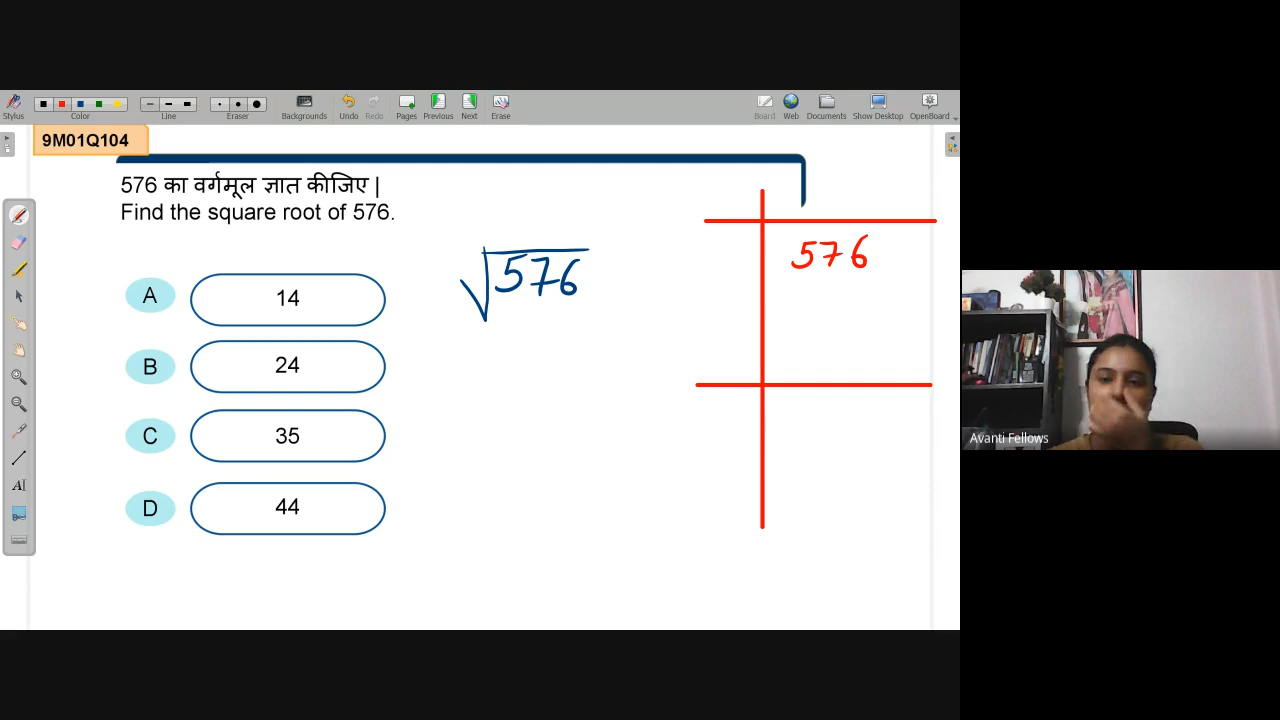 Stylus
Color
Line
Eraser
Backgrounds
Undo
Redo
Pages
Previous
Next
Erase
Board
Web
Documents
Show Desktop
OpenBoard
9M01Q104
576 का वर्गमूल ज्ञात कीजिए |
Find the square root of 576.
√576
576
A 14
B 24
C 35
D 44
Avanti Fellows